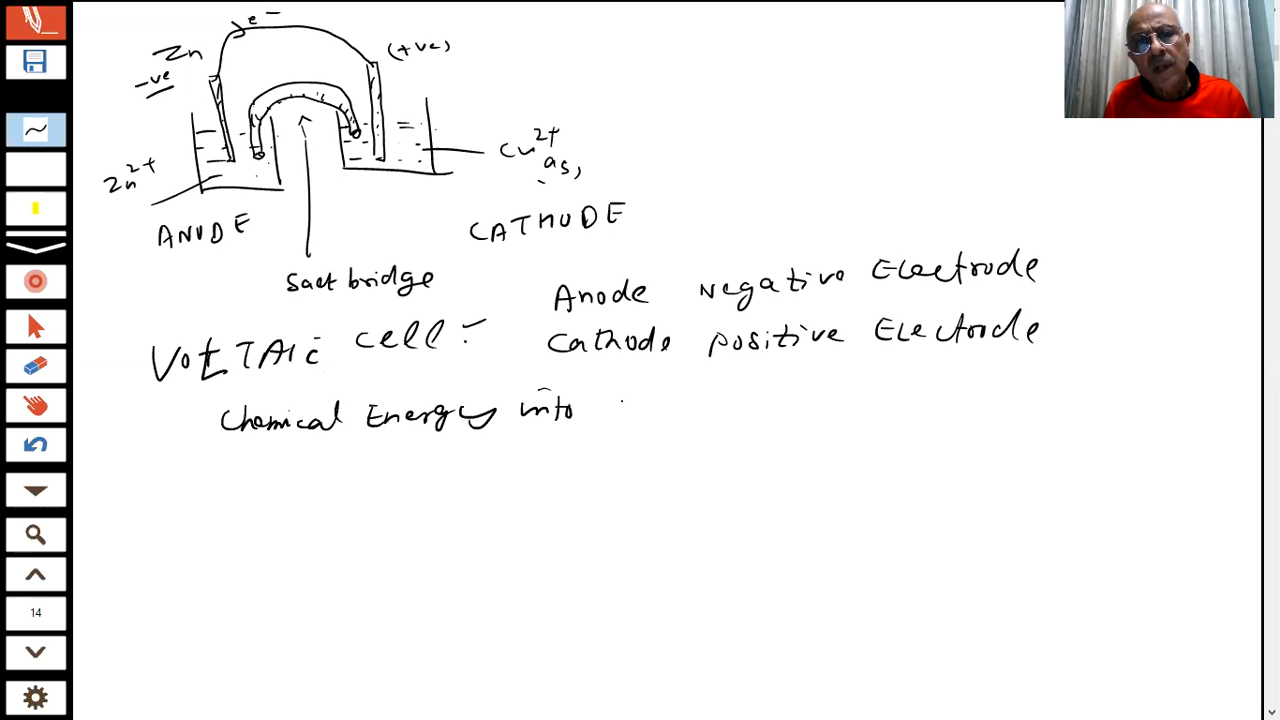 e⁻
Zn
(+ve)
-ve
Cu²⁺
as,
Zn²⁺
ANODE
CATHODE
Salt bridge
Anode negative Electrode
VOLTAIC cell :-
Cathode positive Electrode
Chemical Energy into
14